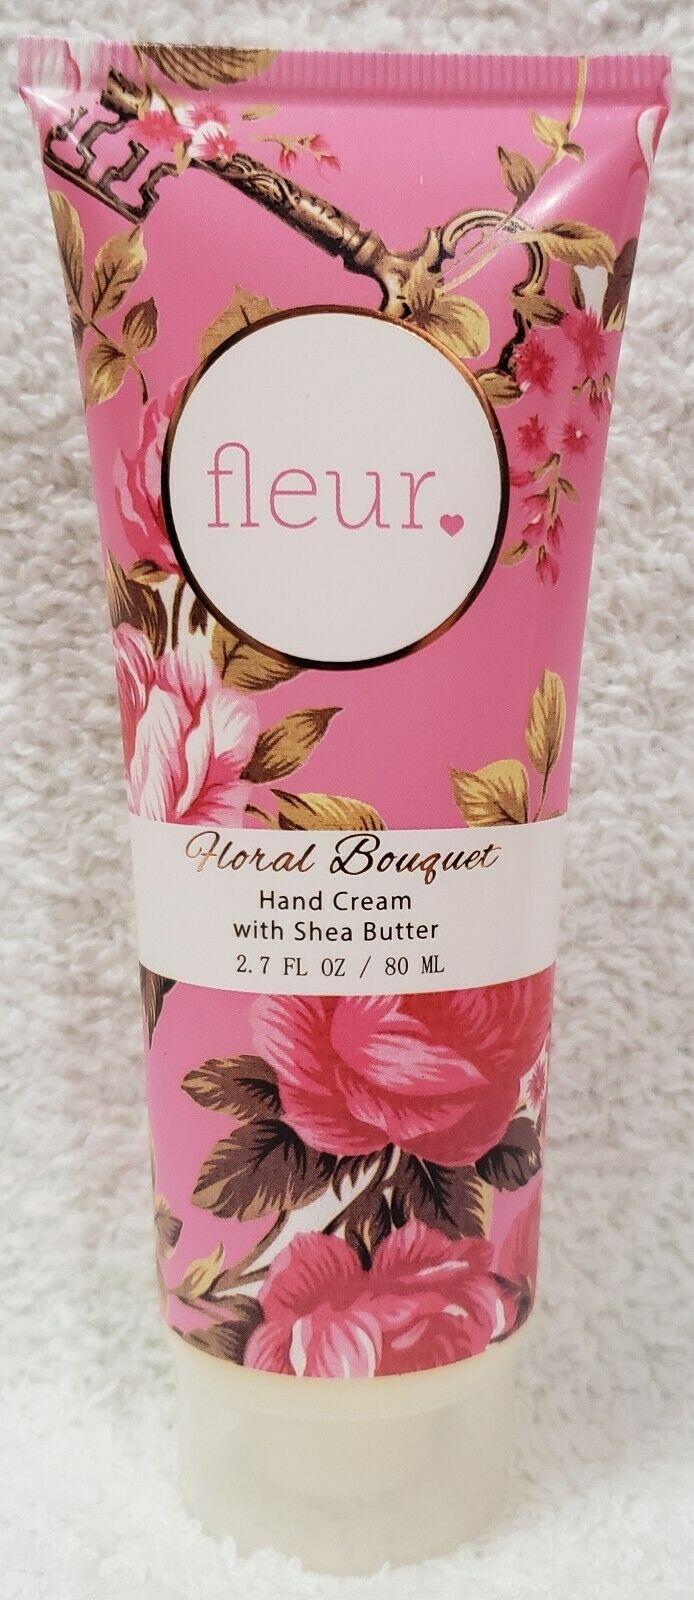 fleur.
Floral Bouquet
Hand Cream
with Shea Butter
2.7 FL OZ / 80 ML